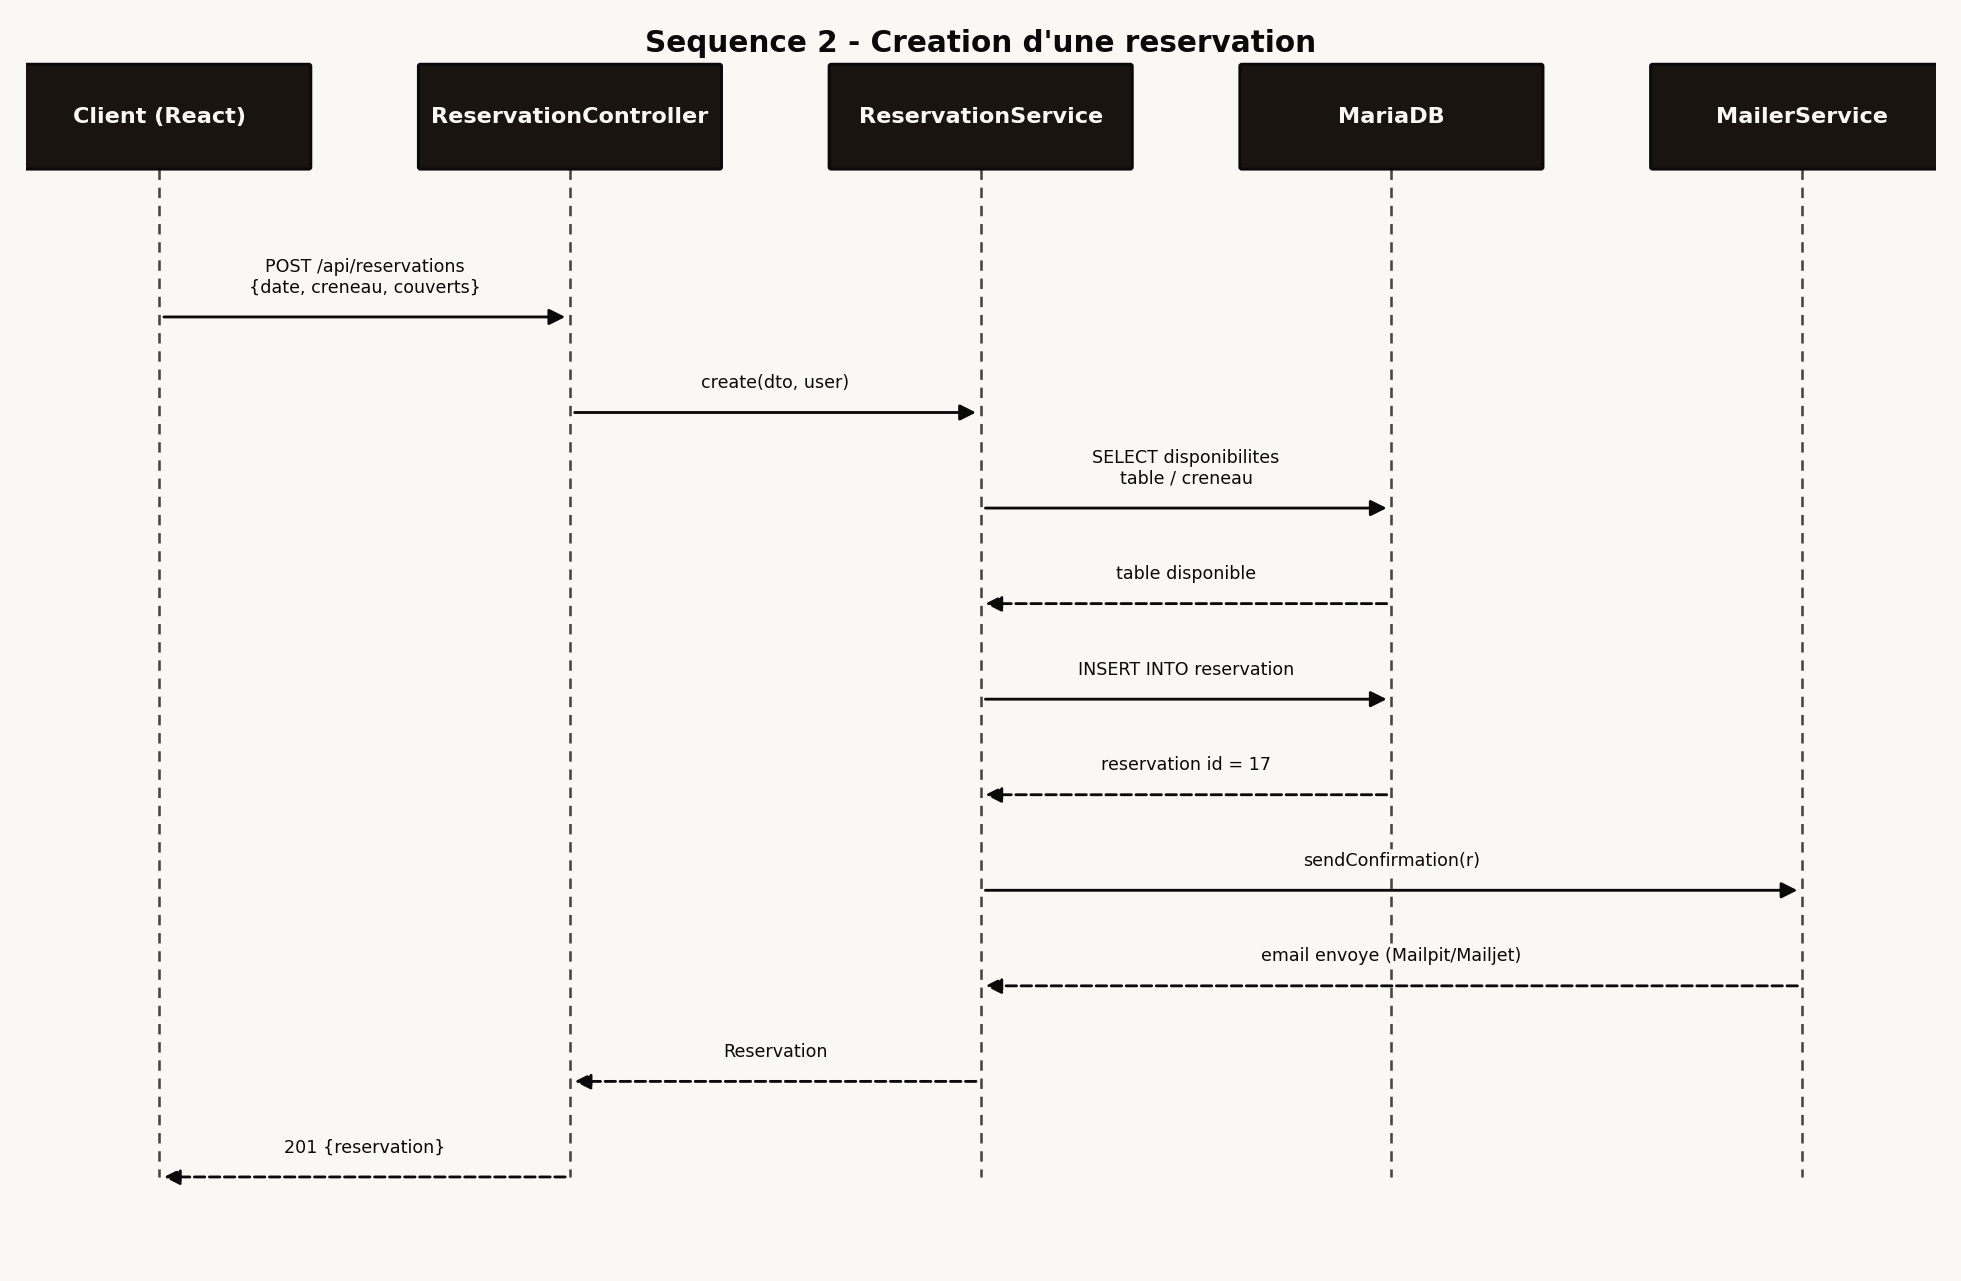 Sequence 2 - Creation d'une reservation
Client (React)
ReservationController
ReservationService
MariaDB
MailerService
POST /api/reservations
{date, creneau, couverts}
create(dto, user)
SELECT disponibilites
table / creneau
table disponible
INSERT INTO reservation
reservation id = 17
sendConfirmation(r)
email envoye (Mailpit/Mailjet)
Reservation
201 {reservation}